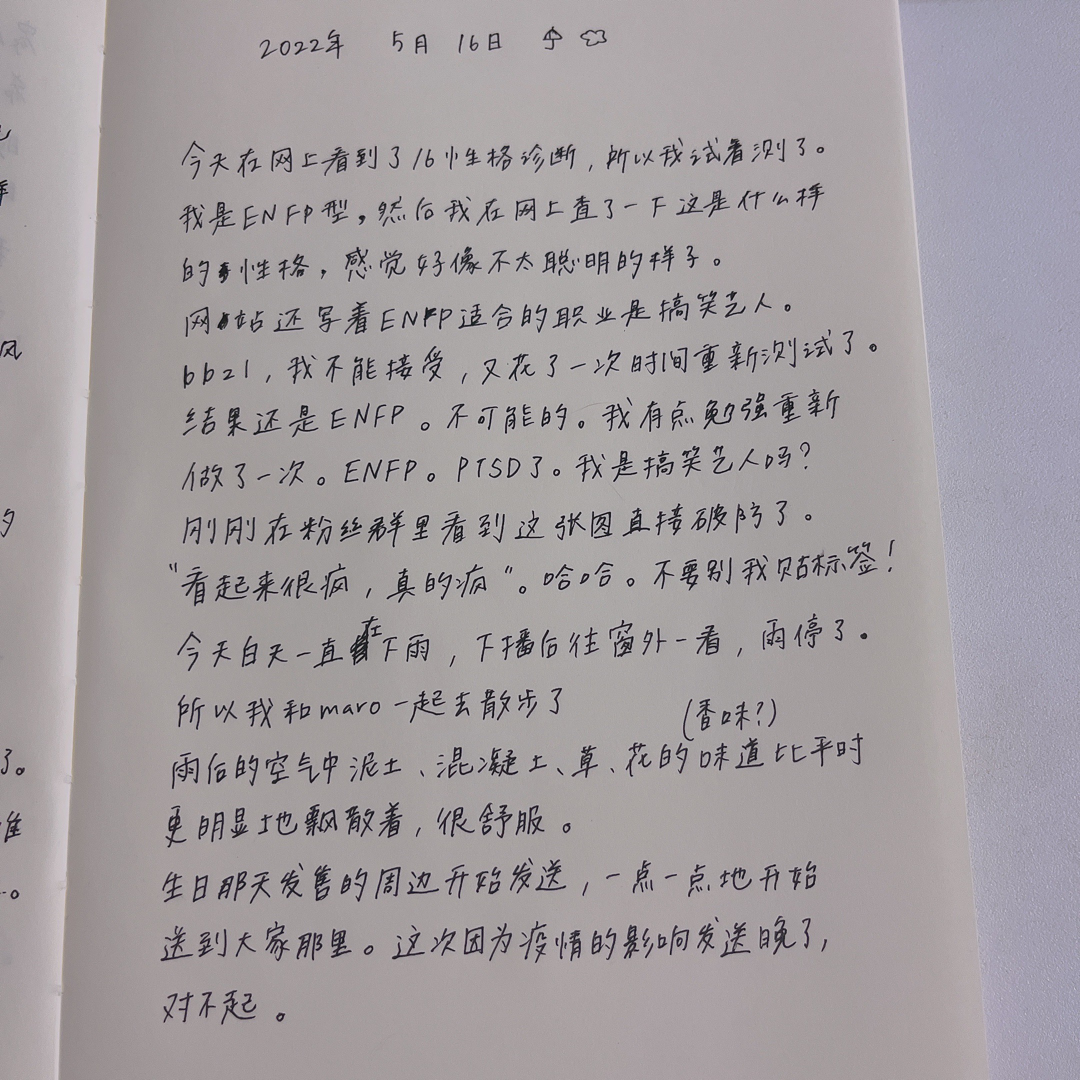 2022年 5月 16日
今天在网上看到了16性格诊断，所以我试着测了。
我是ENFP型。然后我在网上查了一下这是什么样
的性格，感觉好像不太聪明的样子。
网站还写着ENFP适合的职业是搞笑艺人。
bbzl，我不能接受，又花了一次时间重新测试了。
结果还是ENFP。不可能的。我有点勉强重新
做了一次。ENFP。PTSD了。我是搞笑艺人吗？
刚刚在粉丝群里看到这张图直接破防了。
"看起来很疯，真的疯"。哈哈。不要别我贴标签！
今天白天一直在下雨，下播后往窗外一看，雨停了。
所以我和maro一起去散步了
(香味？)
雨后的空气中泥土、混凝土、草、花的味道比平时
更明显地飘散着，很舒服。
生日那天发售的周边开始发送，一点一点地开始
送到大家那里。这次因为疫情的影响发送晚了，
对不起。
风
了。